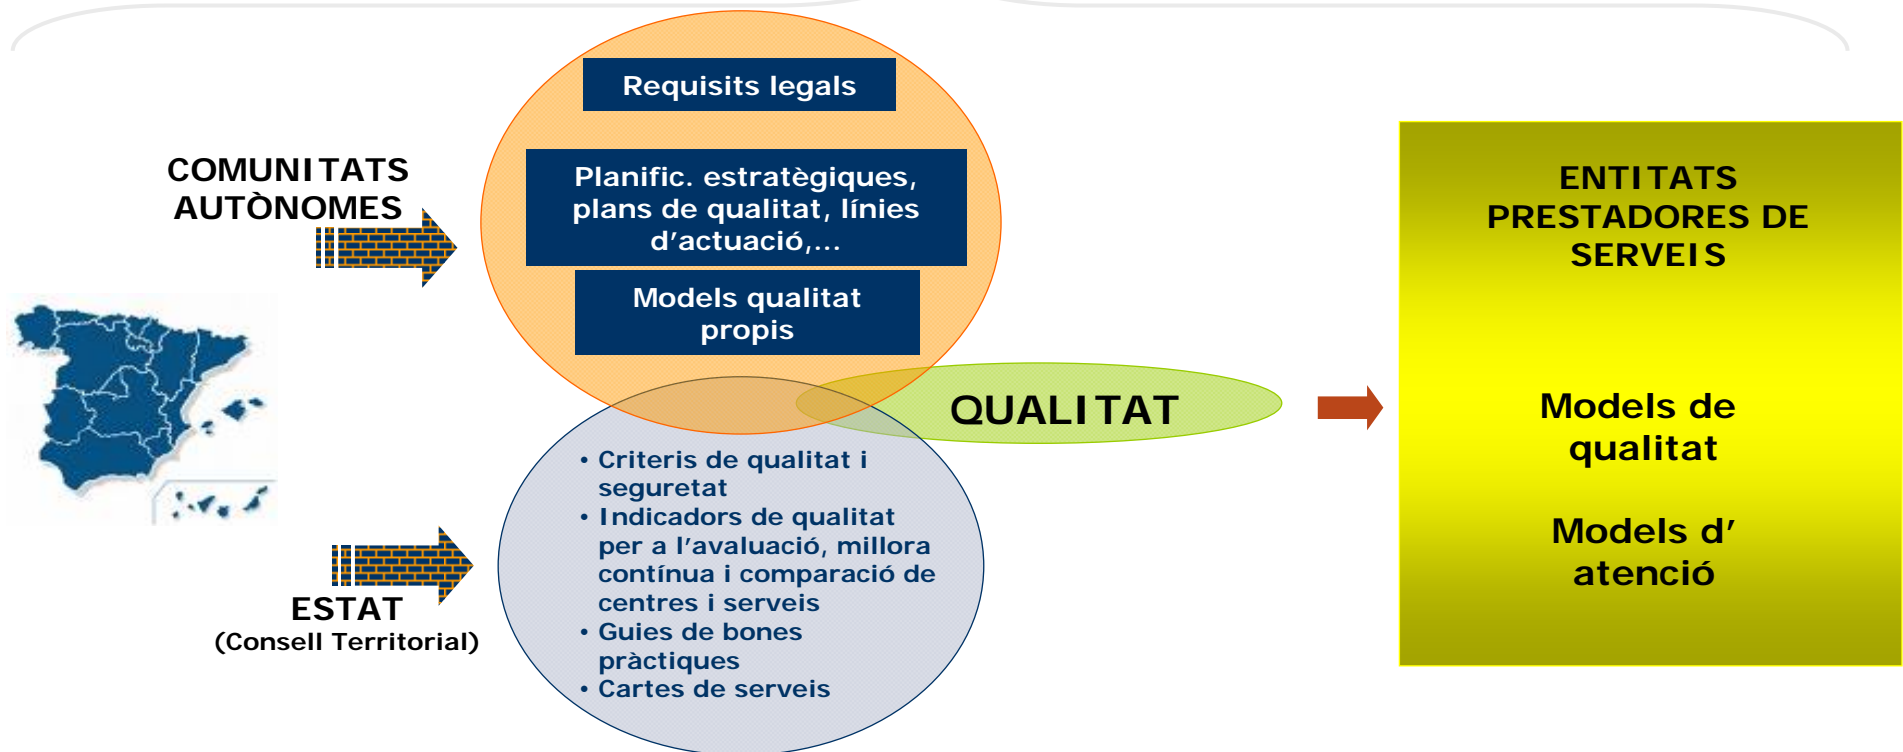 Requisits legals
COMUNITATS
AUTÒNOMES
Planific. estratègiques,
plans de qualitat, línies
d'actuació,...
Models qualitat
propis
QUALITAT
ESTAT
(Consell Territorial)
• Criteris de qualitat i
seguretat
• Indicadors de qualitat
per a l'avaluació, millora
contínua i comparació de
centres i serveis
• Guies de bones
pràctiques
• Cartes de serveis
ENTITATS
PRESTADORES DE
SERVEIS
Models de
qualitat
Models d'
atenció